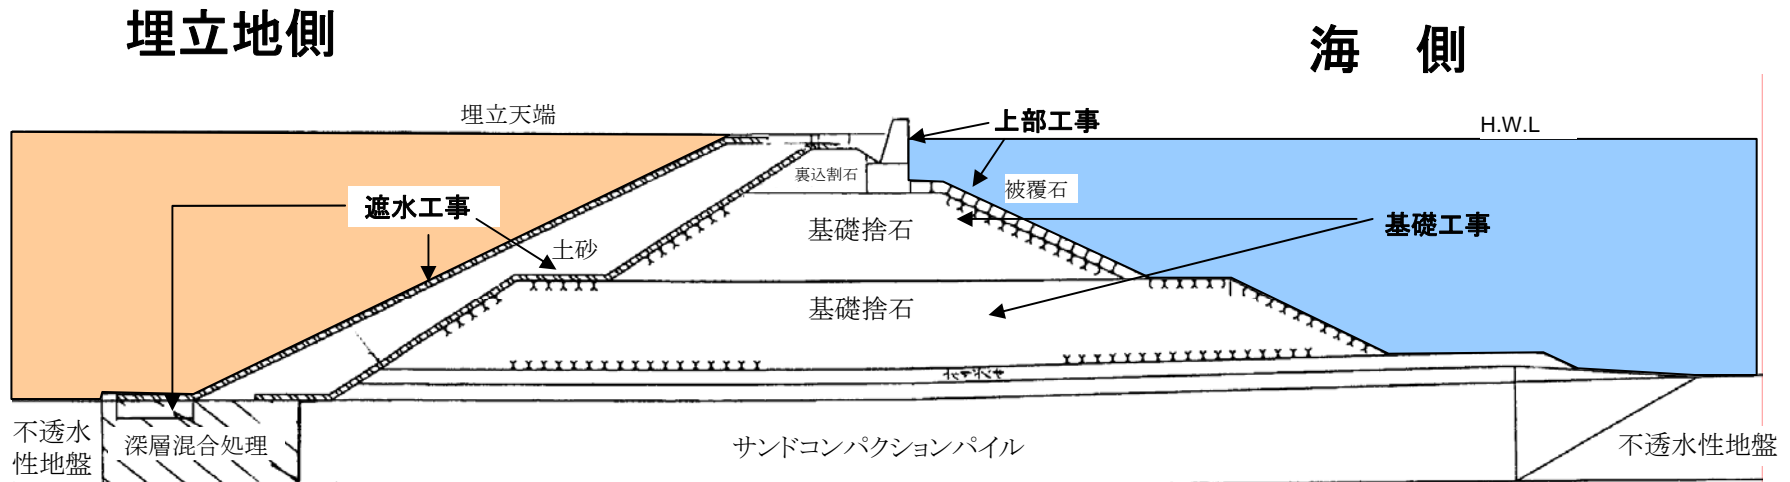 埋立地側
海 側
埋立天端
上部工事
H.W.L
裏込割石
被覆石
遮水工事
基礎捨石
基礎工事
土砂
基礎捨石
不透水
性地盤
深層混合処理
サンドコンパクションパイル
不透水性地盤